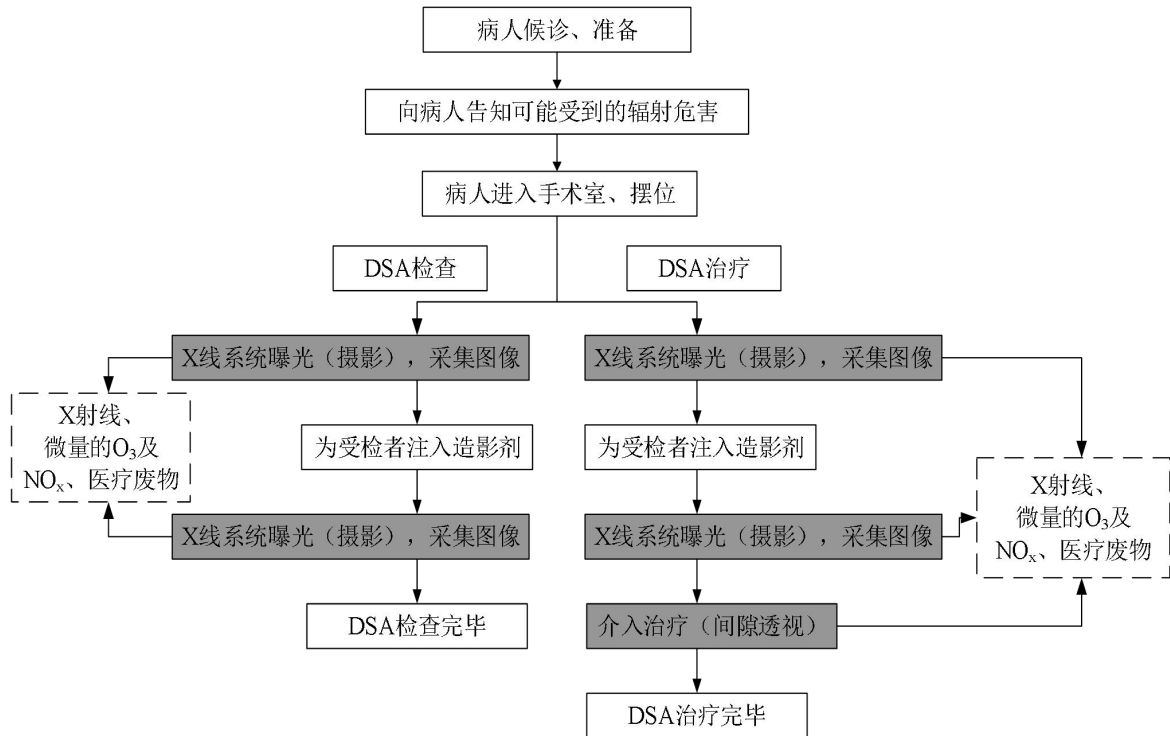 病人候诊、准备
向病人告知可能受到的辐射危害
病人进入手术室、摆位
DSA检查
DSA治疗
X线系统曝光（摄影），采集图像
X线系统曝光（摄影），采集图像
X射线、
微量的O₃及
NOₓ、医疗废物
为受检者注入造影剂
为受检者注入造影剂
X射线、
微量的O₃及
NOₓ、医疗废物
X线系统曝光（摄影），采集图像
X线系统曝光（摄影），采集图像
DSA检查完毕
介入治疗（间隙透视）
DSA治疗完毕